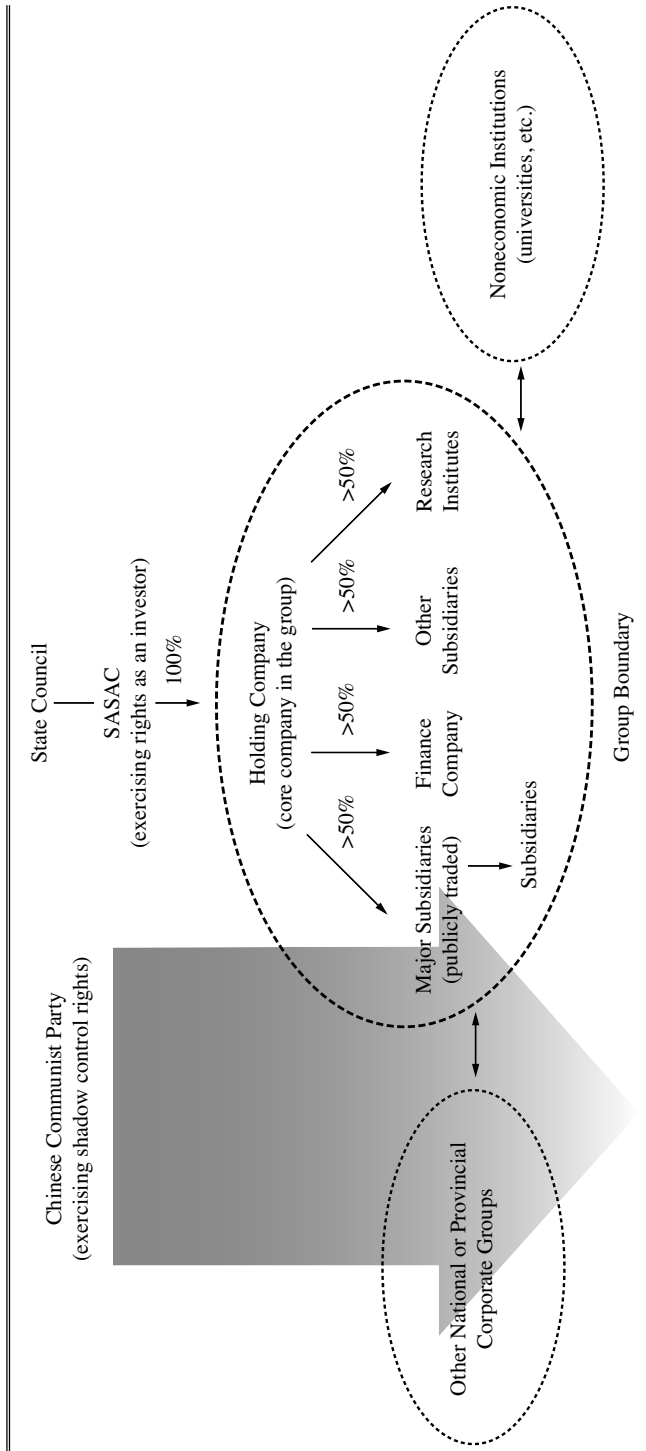 Chinese Communist Party
(exercising shadow control rights)
State Council
SASAC
(exercising rights as an investor)
100%
Holding Company
(core company in the group)
>50%
>50%
>50%
>50%
Major Subsidiaries
(publicly traded)
Finance
Company
Other
Subsidiaries
Research
Institutes
Subsidiaries
Other National or Provincial
Corporate Groups
Noneconomic Institutions
(universities, etc.)
Group Boundary